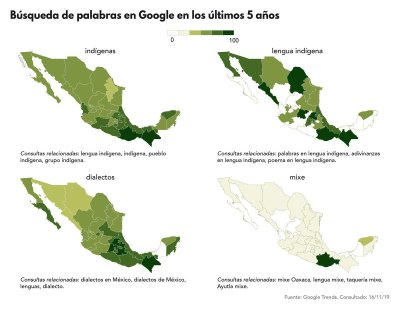 Búsqueda de palabras en Google en los últimos 5 años
0 100
indígenas lengua indígena
Consultas relacionadas: lengua indígena, indígena, pueblo
indígena, grupo indígena.
Consultas relacionadas: palabras en lengua indígena, adivinanzas
en lengua indígena, poema en lengua indígena.
dialectos mixe
Consultas relacionadas: dialectos en México, dialectos de México,
lenguas, dialecto.
Consultas relacionadas: mixe Oaxaca, lengua mixe, taquería mixe,
Ayutla mixe.
Fuente: Google Trends. Consultado: 16/11/19